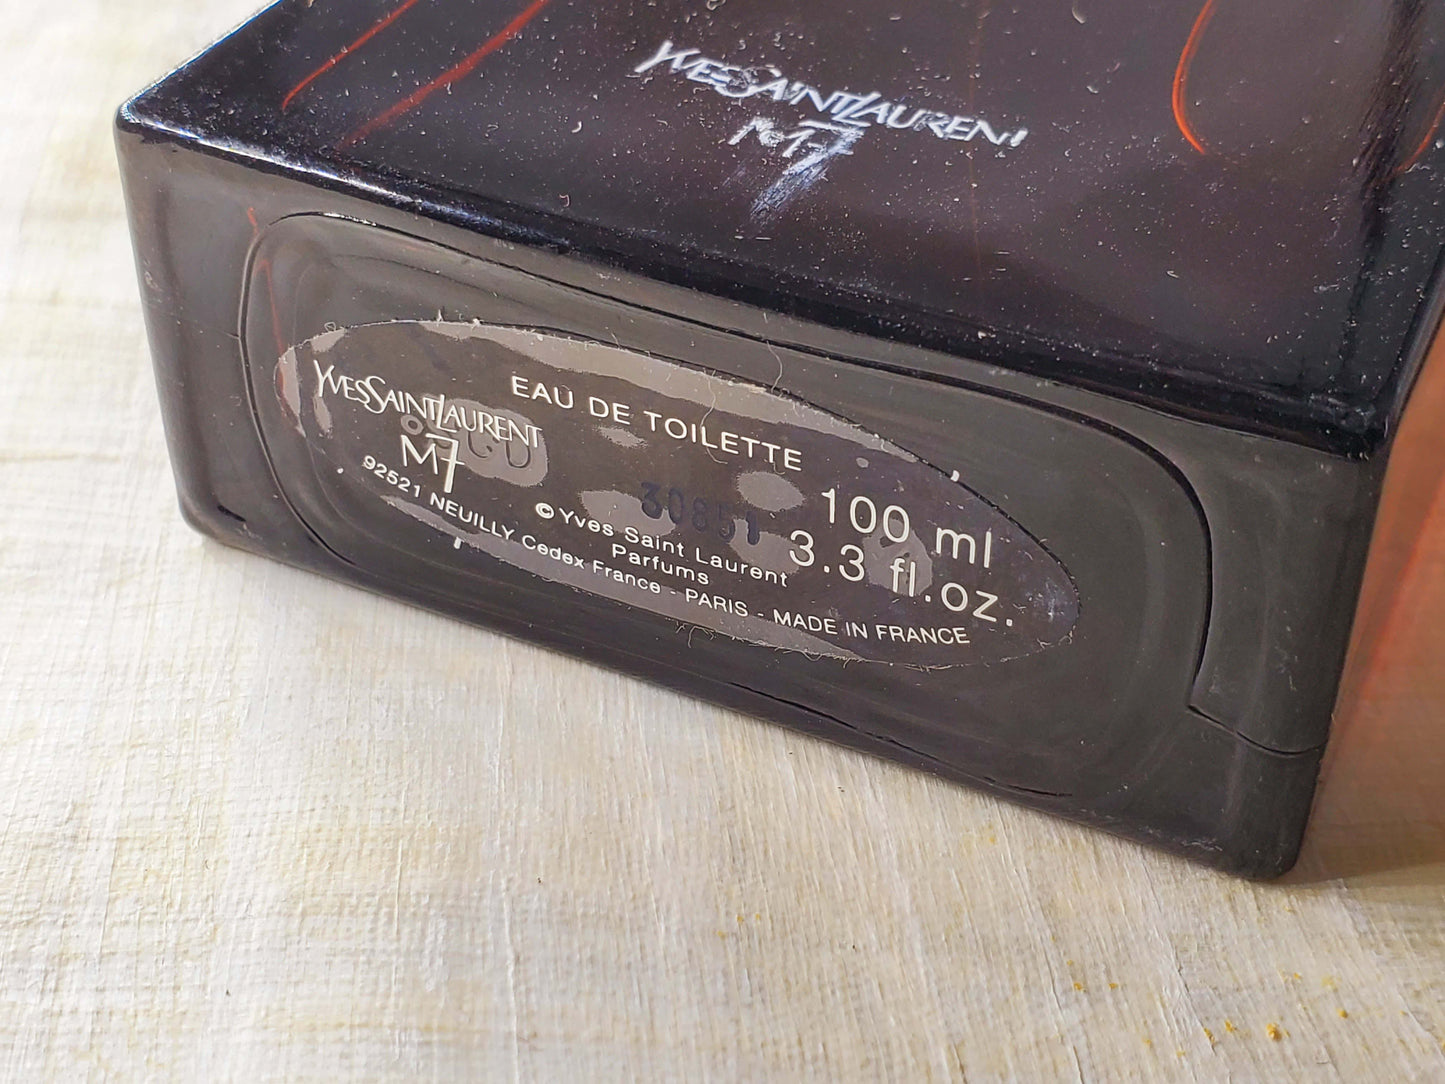 YVESSAINTLAURENT
M7
EAU DE TOILETTE
YVESSAINTLAURENT
M7
30851
100 ml
3.3 fl.oz.
©Yves Saint Laurent
Parfums
92521 NEUILLY Cedex France - PARIS - MADE IN FRANCE